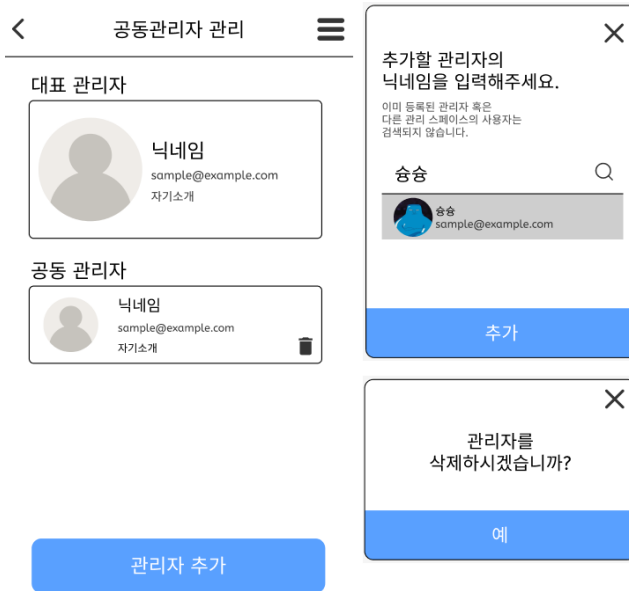 공동관리자 관리
대표 관리자
닉네임
sample@example.com
자기소개
공동 관리자
닉네임
sample@example.com
자기소개
관리자 추가
추가할 관리자의
닉네임을 입력해주세요.
이미 등록된 관리자 혹은
다른 관리 스페이스의 사용자는
검색되지 않습니다.
슝슝
슝슝
sample@example.com
추가
관리자를
삭제하시겠습니까?
예